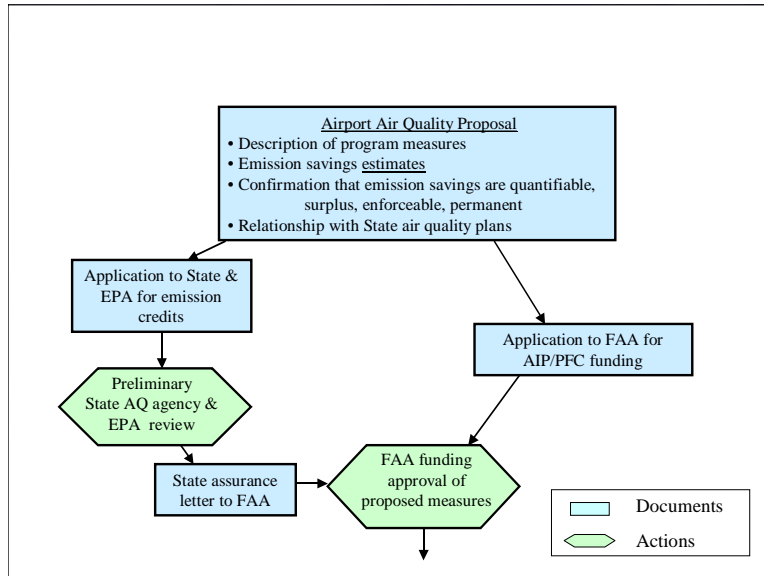 Airport Air Quality Proposal
• Description of program measures
• Emission savings estimates
• Confirmation that emission savings are quantifiable,
surplus, enforceable, permanent
• Relationship with State air quality plans
Application to State &
EPA for emission
credits
Application to FAA for
AIP/PFC funding
Preliminary
State AQ agency &
EPA review
State assurance
letter to FAA
FAA funding
approval of
proposed measures
Documents
Actions